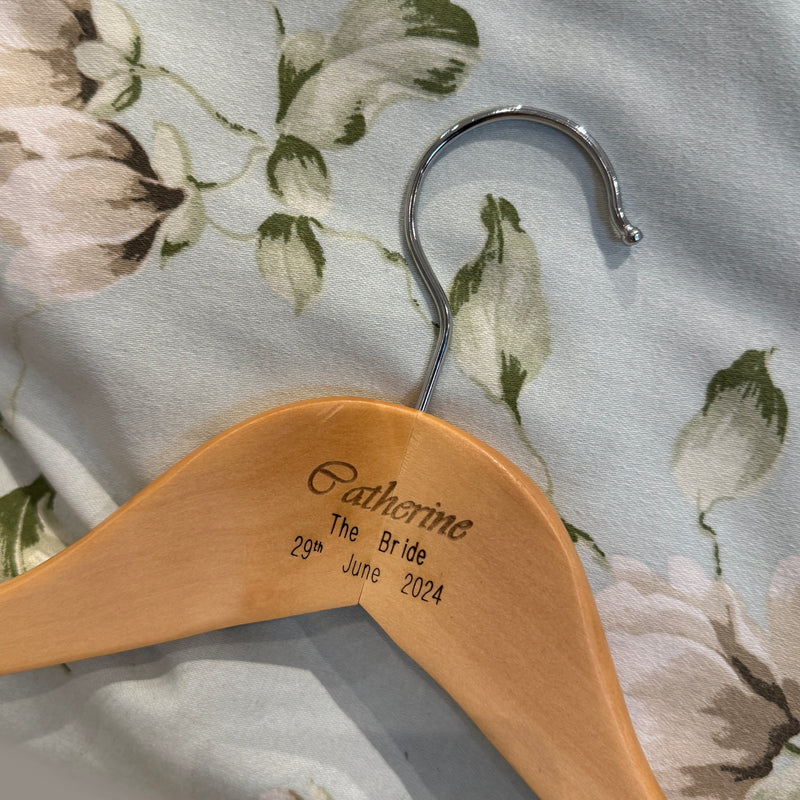 Catherine
The Bride
29th June 2024